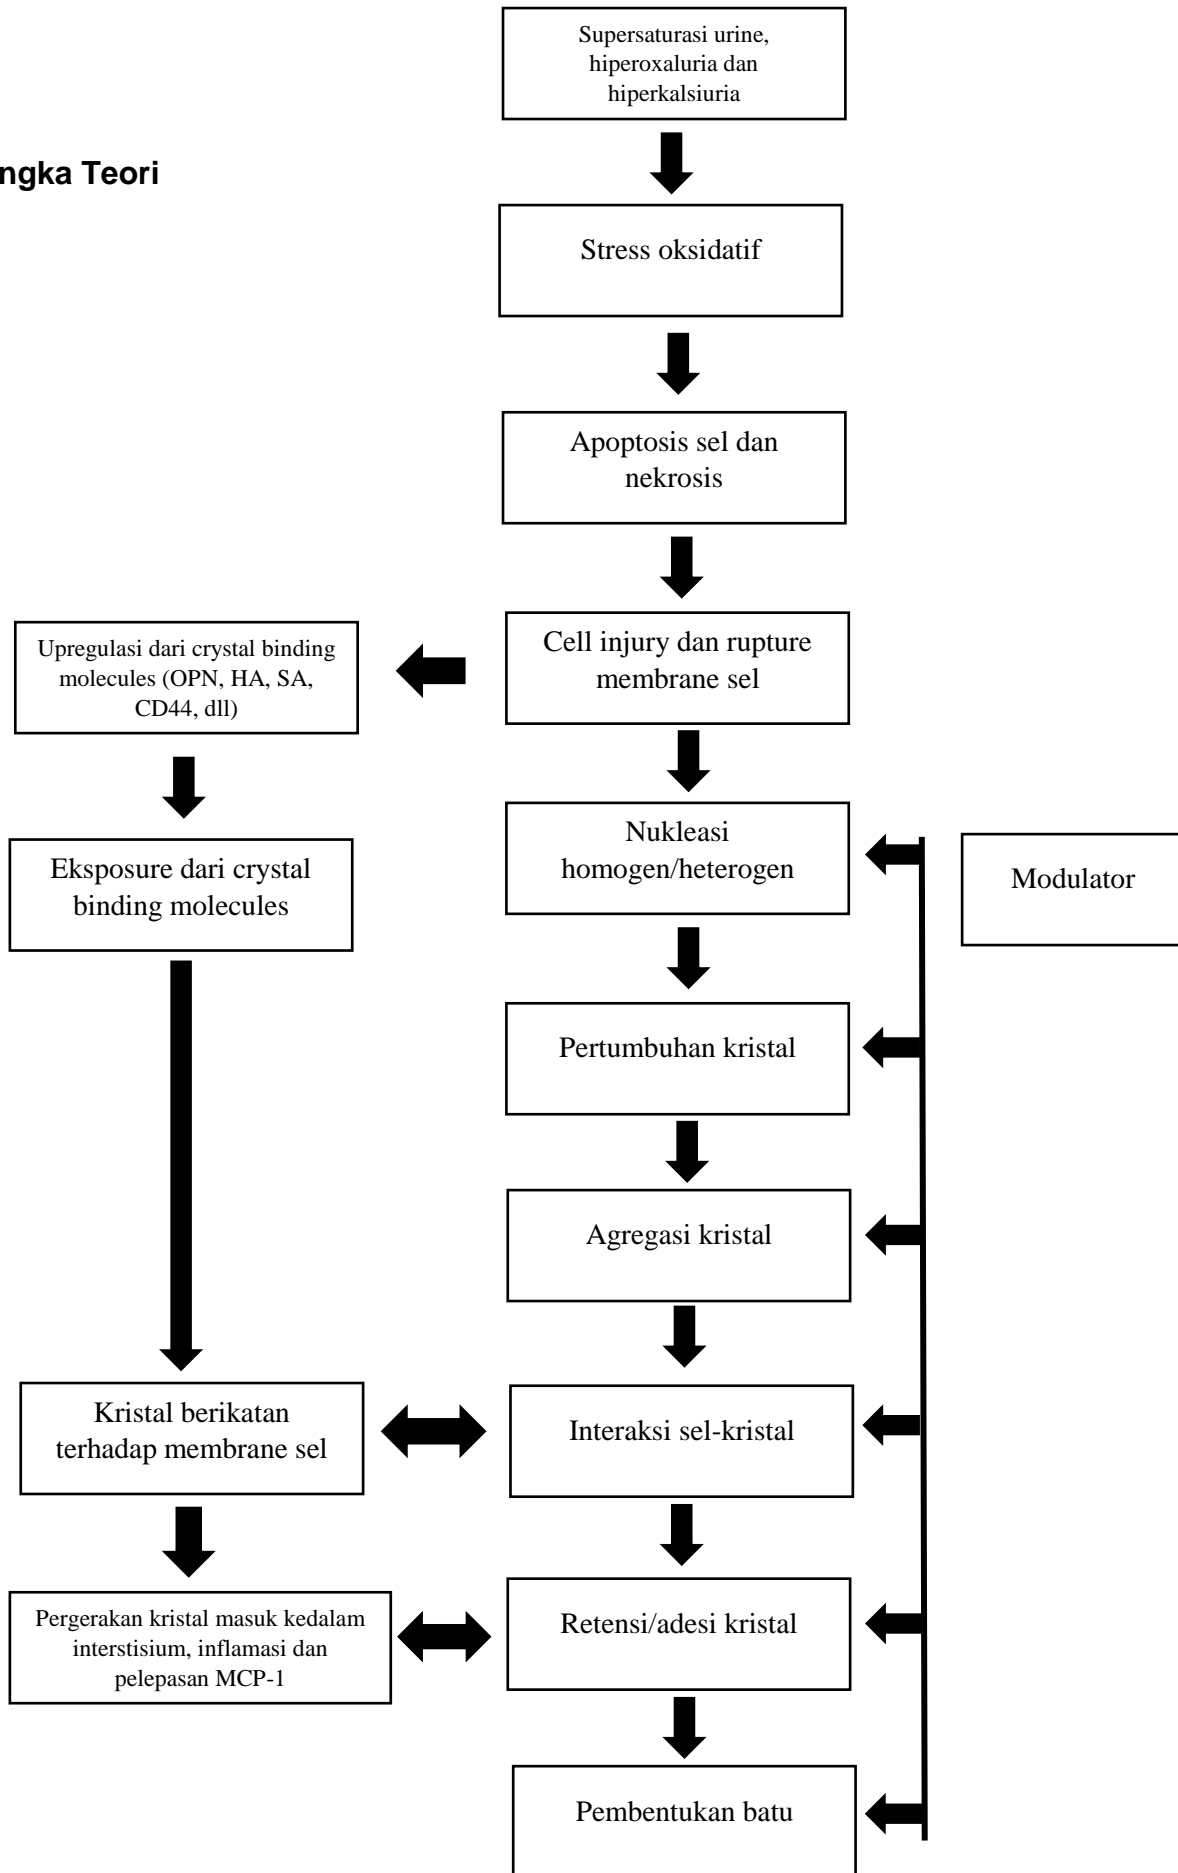 Supersaturasi urine,
hiperoxaluria dan
hiperkalsiuria
ngka Teori
Stress oksidatif
Apoptosis sel dan
nekrosis
Cell injury dan rupture
membrane sel
Upregulasi dari crystal binding
molecules (OPN, HA, SA,
CD44, dll)
Nukleasi
homogen/heterogen
Eksposure dari crystal
binding molecules
Modulator
Pertumbuhan kristal
Agregasi kristal
Kristal berikatan
terhadap membrane sel
Interaksi sel-kristal
Pergerakan kristal masuk kedalam
interstisium, inflamasi dan
pelepasan MCP-1
Retensi/adesi kristal
Pembentukan batu